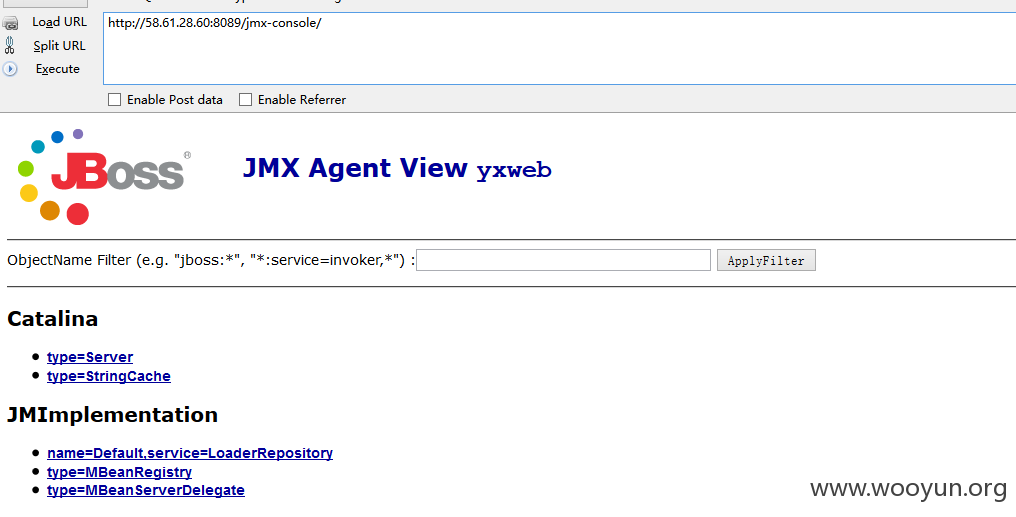 Load URL
http://58.61.28.60:8089/jmx-console/
Split URL
Execute
Enable Post data
Enable Referrer
JBoss®
JMX Agent View yxweb
ObjectName Filter (e.g. "jboss:*", "*:service=invoker,*") :
ApplyFilter
Catalina
type=Server
type=StringCache
JMImplementation
name=Default,service=LoaderRepository
type=MBeanRegistry
type=MBeanServerDelegate
www.wooyun.org